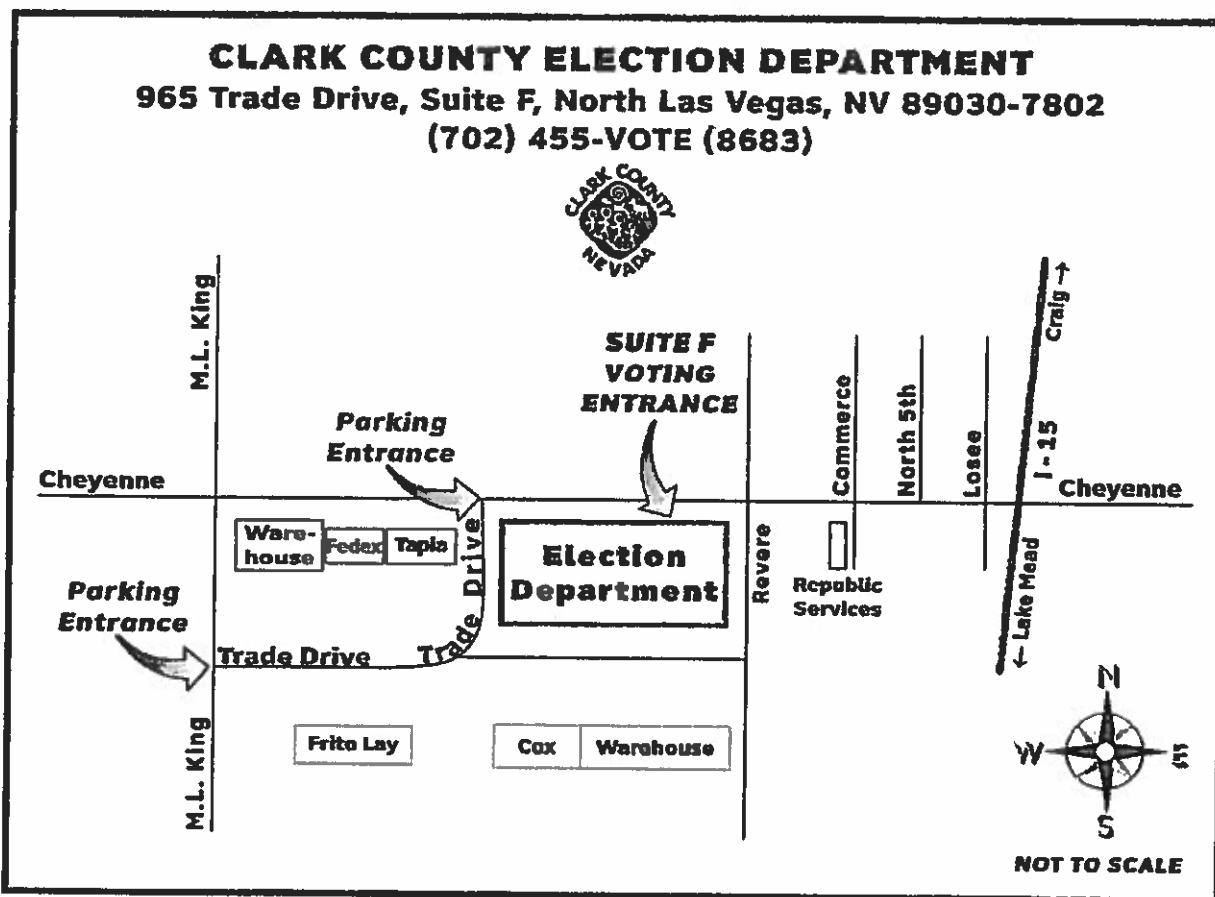 CLARK COUNTY ELECTION DEPARTMENT
965 Trade Drive, Suite F, North Las Vegas, NV 89030-7802
(702) 455-VOTE (8683)
CLARK COUNTY
NEVADA
M.L. King
SUITE F
VOTING
ENTRANCE
Parking
Entrance
Commerce
North 5th
Losee
Craig →
I-15
Cheyenne
Cheyenne
Ware-
house
Fedex
Tapia
Trade Drive
Election
Department
Revere
Republic
Services
← Lake Mead
Parking
Entrance
Trade Drive
M.L. King
Frito Lay
Cox
Warehouse
N
W
E
S
NOT TO SCALE